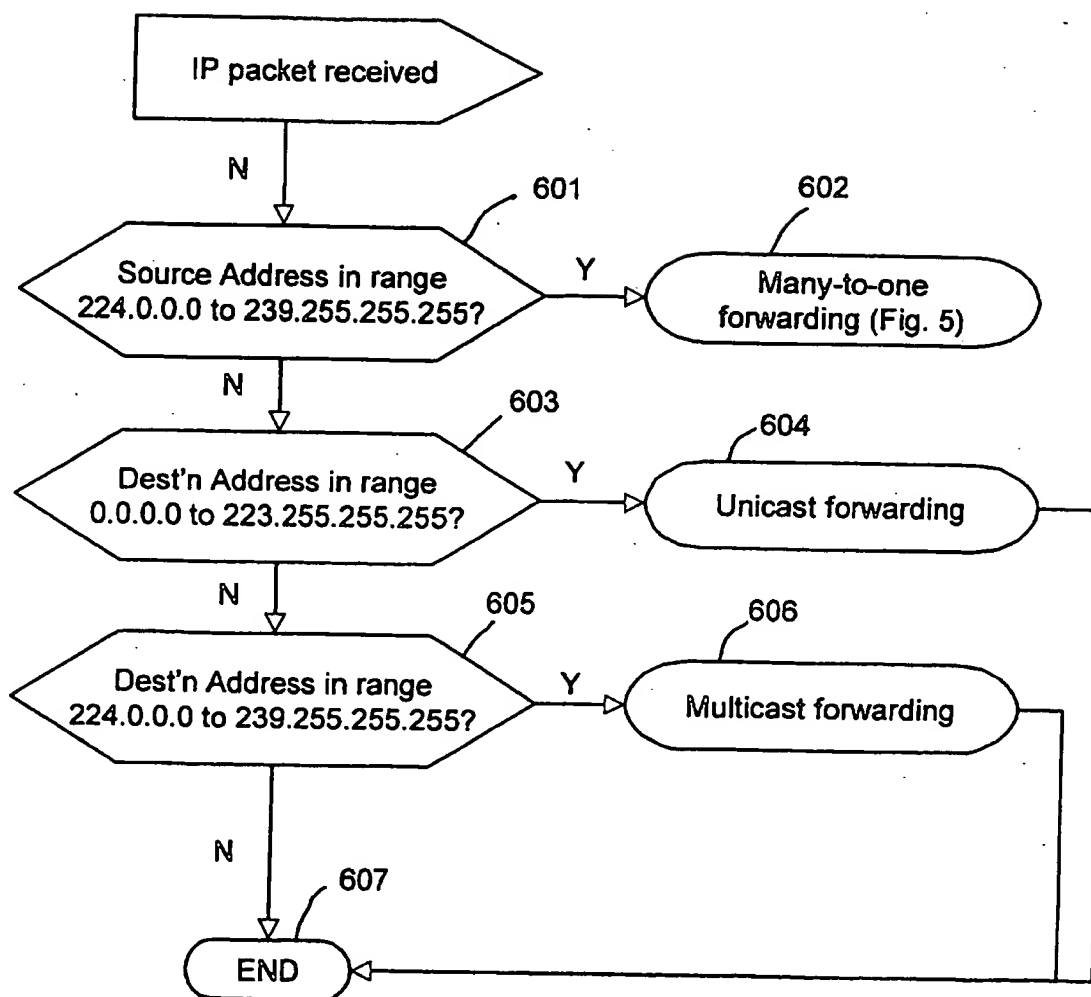 IP packet received
N
601
602
Source Address in range
224.0.0.0 to 239.255.255.255?
Y
Many-to-one
forwarding (Fig. 5)
N
603
604
Dest'n Address in range
0.0.0.0 to 223.255.255.255?
Y
Unicast forwarding
N
605
606
Dest'n Address in range
224.0.0.0 to 239.255.255.255?
Y
Multicast forwarding
N
607
END